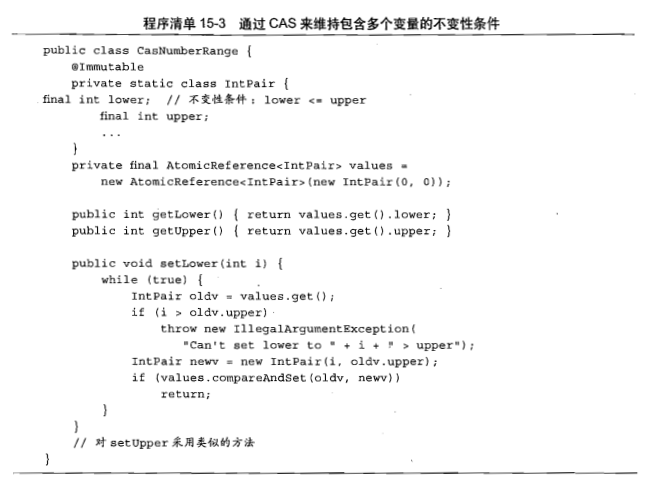 程序清单 15-3 通过 CAS 来维持包含多个变量的不变性条件
public class CasNumberRange {
    @Immutable
    private static class IntPair {
final int lower;  // 不变性条件: lower <= upper
        final int upper;
        ...
    }
    private final AtomicReference<IntPair> values =
        new AtomicReference<IntPair>(new IntPair(0, 0));

    public int getLower() { return values.get().lower; }
    public int getUpper() { return values.get().upper; }

    public void setLower(int i) {
        while (true) {
            IntPair oldv = values.get();
            if (i > oldv.upper)
                throw new IllegalArgumentException(
                   "Can't set lower to " + i + " > upper");
            IntPair newv = new IntPair(i, oldv.upper);
            if (values.compareAndSet(oldv, newv))
                return;
        }
    }
    // 对 setUpper 采用类似的方法
}